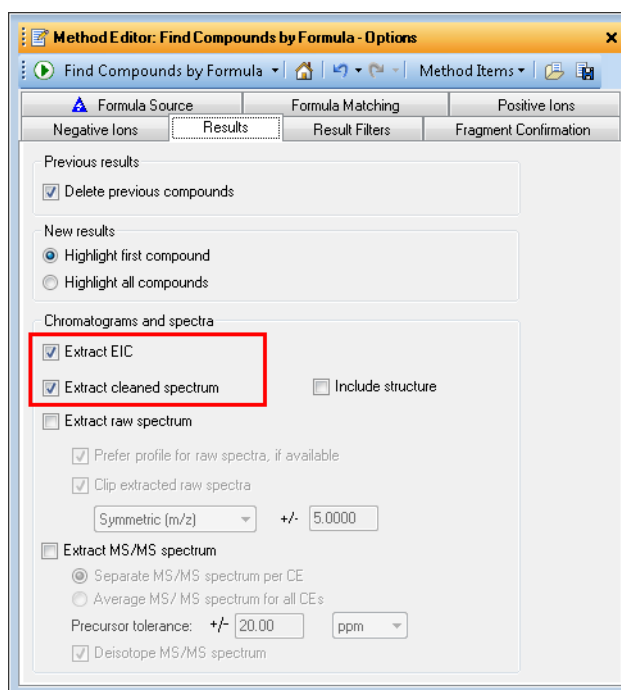 Method Editor: Find Compounds by Formula - Options
Find Compounds by Formula Method Items
Formula Source Formula Matching Positive Ions
Negative Ions Results Result Filters Fragment Confirmation
Previous results
Delete previous compounds
New results
Highlight first compound
Highlight all compounds
Chromatograms and spectra
Extract EIC
Extract cleaned spectrum Include structure
Extract raw spectrum
Prefer profile for raw spectra, if available
Clip extracted raw spectra
Symmetric (m/z) +/- 5.0000
Extract MS/MS spectrum
Separate MS/MS spectrum per CE
Average MS/ MS spectrum for all CEs
Precursor tolerance: +/- 20.00 ppm
Deisotope MS/MS spectrum